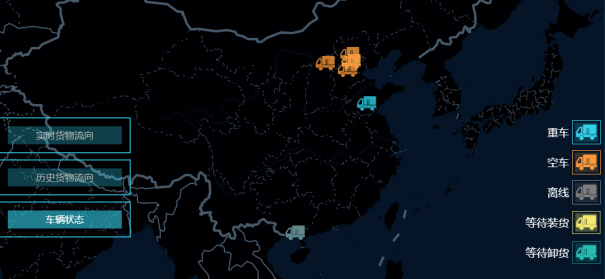 实时货物流向
历史货物流向
车辆状态
重车
空车
离线
等待装货
等待卸货